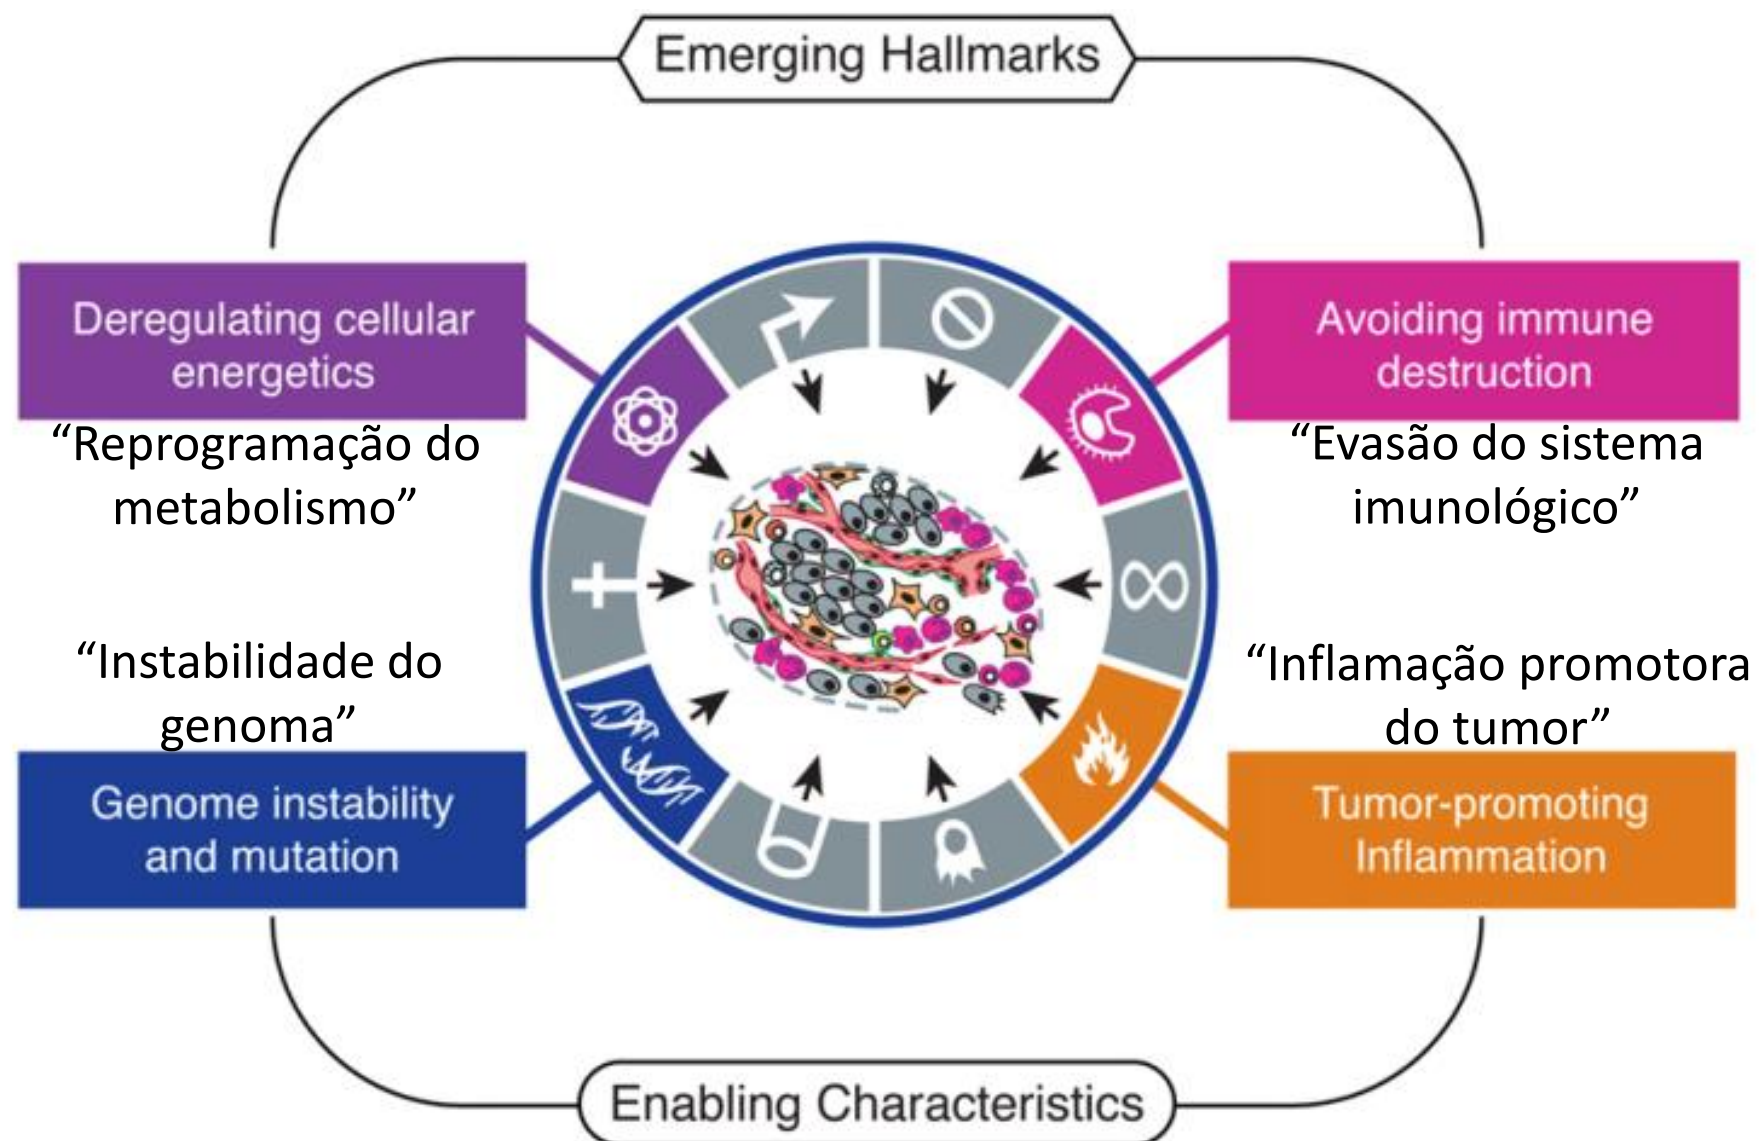 Emerging Hallmarks
Deregulating cellular
energetics
“Reprogramação do
metabolismo”
Avoiding immune
destruction
“Evasão do sistema
imunológico”
“Instabilidade do
genoma”
Genome instability
and mutation
“Inflamação promotora
do tumor”
Tumor-promoting
Inflammation
Enabling Characteristics